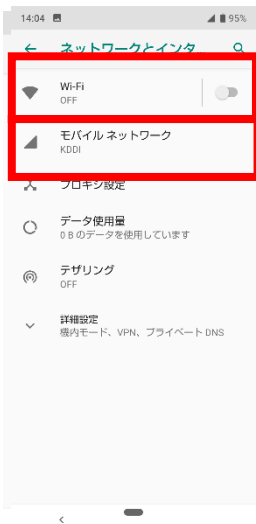 14:04 95%
ネットワークとインタ...
Wi-Fi
OFF
モバイル ネットワーク
KDDI
プロキシ設定
データ使用量
0 B のデータを使用しています
テザリング
OFF
詳細設定
機内モード、VPN、プライベート DNS